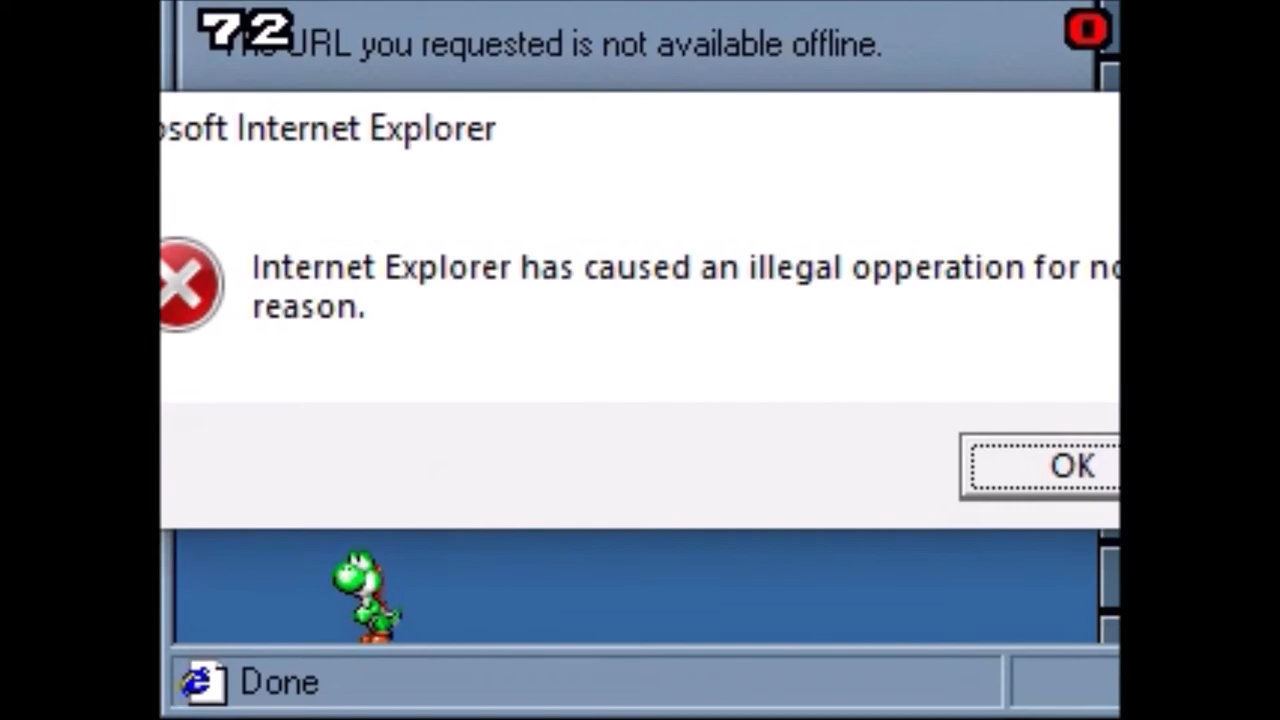 72
0
URL you requested is not available offline.
osoft Internet Explorer
Internet Explorer has caused an illegal opperation for no
reason.
OK
Done